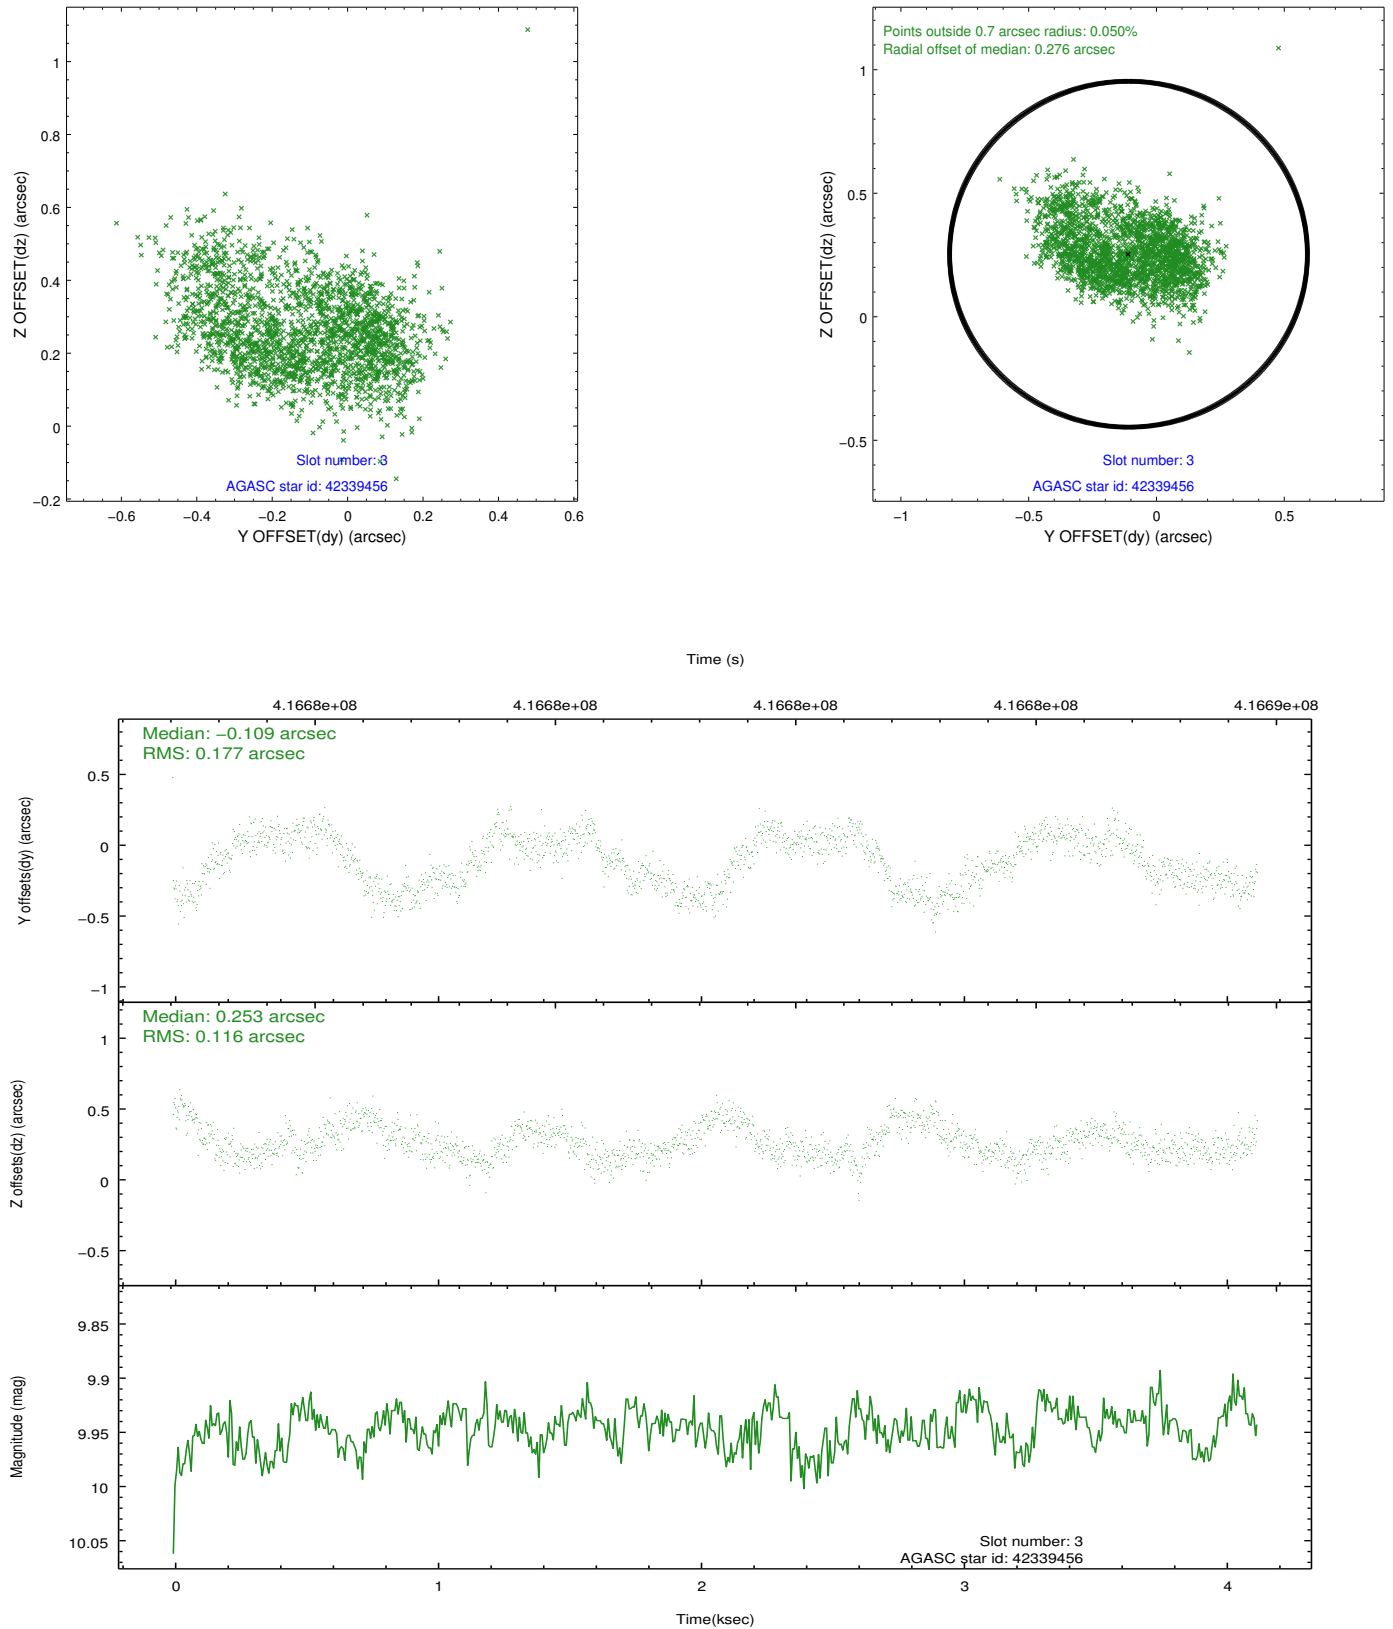 1
0.8
0.6
0.4
0.2
0
−0.2
−0.6
−0.4
−0.2
0
0.2
0.4
0.6
Z OFFSET(dz) (arcsec)
Y OFFSET(dy) (arcsec)
Slot number: 3
AGASC star id: 42339456
Points outside 0.7 arcsec radius: 0.050%
Radial offset of median: 0.276 arcsec
1
0.5
0
−0.5
−1
−0.5
0
0.5
Z OFFSET(dz) (arcsec)
Y OFFSET(dy) (arcsec)
Slot number: 3
AGASC star id: 42339456
Time (s)
4.1668e+08
4.1668e+08
4.1668e+08
4.1668e+08
4.1669e+08
Median: −0.109 arcsec
RMS: 0.177 arcsec
0.5
0
−0.5
−1
Y offsets(dy) (arcsec)
Median: 0.253 arcsec
RMS: 0.116 arcsec
1
0.5
0
−0.5
Z offsets(dz) (arcsec)
9.85
9.9
9.95
10
10.05
Magnitude (mag)
Slot number: 3
AGASC star id: 42339456
0
1
2
3
4
Time(ksec)